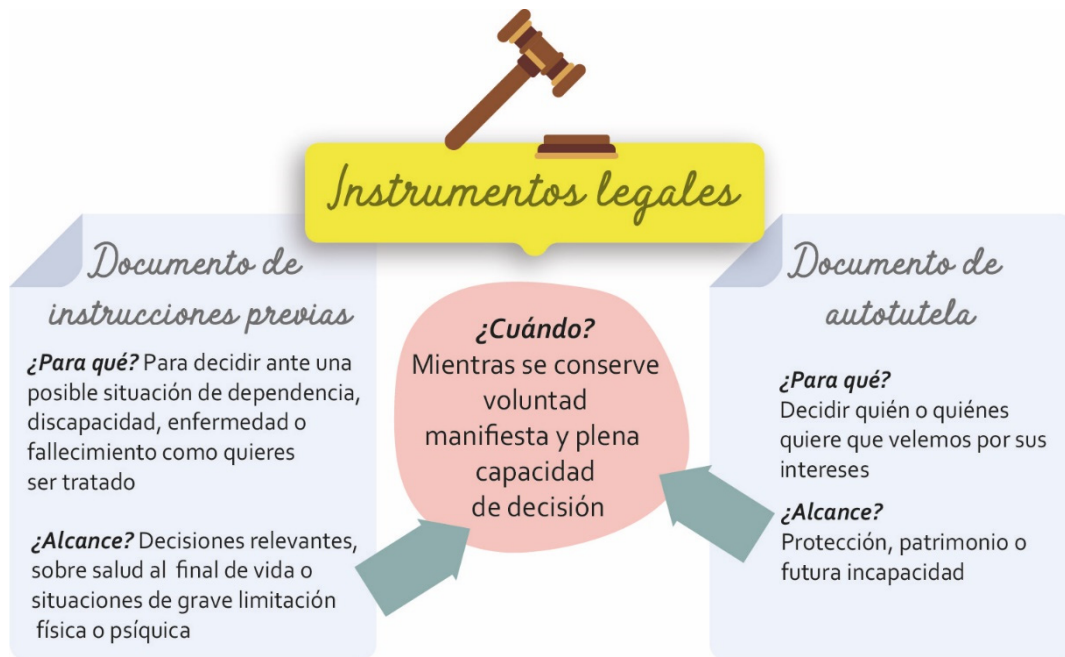 Instrumentos legales
Documento de
instrucciones previas
¿Para qué? Para decidir ante una
posible situación de dependencia,
discapacidad, enfermedad o
fallecimiento como quieres
ser tratado
¿Alcance? Decisiones relevantes,
sobre salud al final de vida o
situaciones de grave limitación
física o psíquica
¿Cuándo?
Mientras se conserve
voluntad
manifiesta y plena
capacidad
de decisión
Documento de
autotutela
¿Para qué?
Decidir quién o quiénes
quiere que velemos por sus
intereses
¿Alcance?
Protección, patrimonio o
futura incapacidad